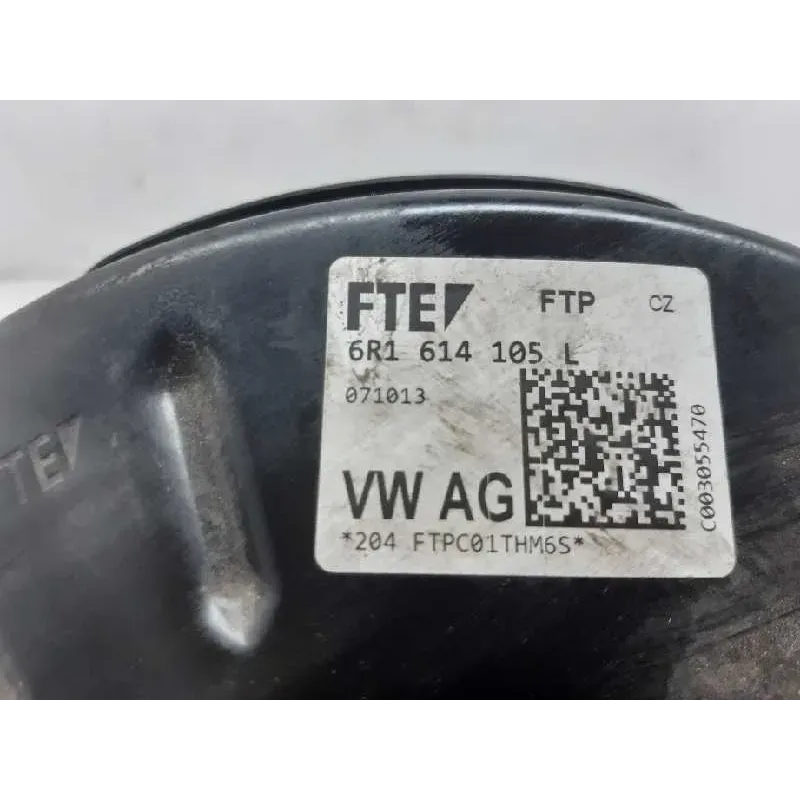 FTE FTP CZ
6R1 614 105 L
071013
VW AG
*204 FTPC01THM6S*
C003055470
FTE